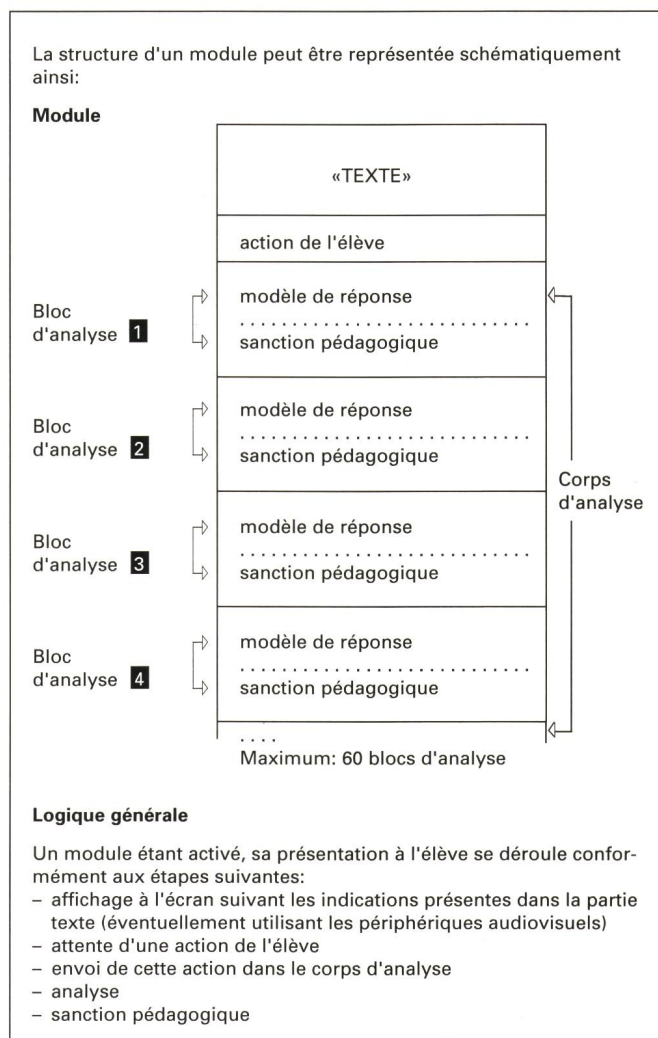 La structure d'un module peut être représentée schématiquement
ainsi:
Module
«TEXTE»
action de l'élève
Bloc
d'analyse 1
modèle de réponse
. . . . . . . . . . . . . . . . . . . . . . . . . . . .
sanction pédagogique
Bloc
d'analyse 2
modèle de réponse
. . . . . . . . . . . . . . . . . . . . . . . . . . . .
sanction pédagogique
Corps
d'analyse
Bloc
d'analyse 3
modèle de réponse
. . . . . . . . . . . . . . . . . . . . . . . . . . . .
sanction pédagogique
Bloc
d'analyse 4
modèle de réponse
. . . . . . . . . . . . . . . . . . . . . . . . . . . .
sanction pédagogique
. . . .
Maximum: 60 blocs d'analyse
Logique générale
Un module étant activé, sa présentation à l'élève se déroule confor-
mément aux étapes suivantes:
– affichage à l'écran suivant les indications présentes dans la partie
texte (éventuellement utilisant les périphériques audiovisuels)
– attente d'une action de l'élève
– envoi de cette action dans le corps d'analyse
– analyse
– sanction pédagogique